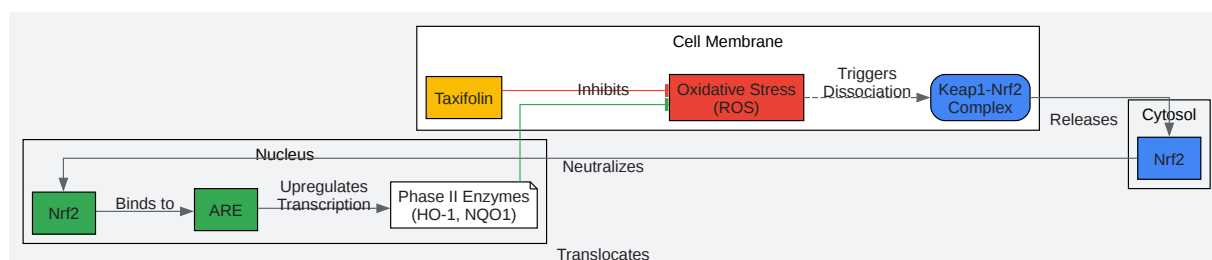 Cell Membrane
Taxifolin
Inhibits
Oxidative Stress
(ROS)
Triggers
Dissociation
Keap1-Nrf2
Complex
Releases
Cytosol
Nrf2
Nucleus
Neutralizes
Nrf2
Binds to
ARE
Upregulates
Transcription
Phase II Enzymes
(HO-1, NQO1)
Translocates